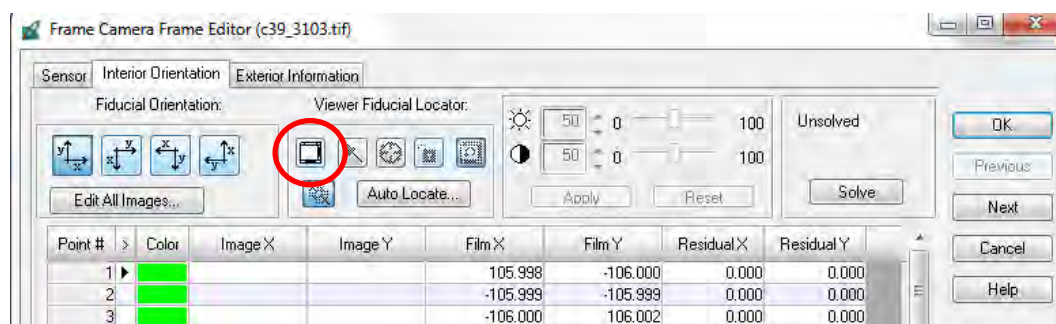 Frame Camera Frame Editor (c39_3103.tif)
Sensor Interior Orientation Exterior Information
Fiducial Orientation: Viewer Fiducial Locator:
50 0 100 Unsolved OK
y x x y x y y x
50 0 100 Previous
Edit All Images... Auto Locate... Apply Reset Solve Next
Point # > Color Image X Image Y Film X Film Y Residual X Residual Y Cancel
1 105.998 -106.000 0.000 0.000
2 -105.999 -105.999 0.000 0.000 Help
3 -106.000 106.002 0.000 0.000